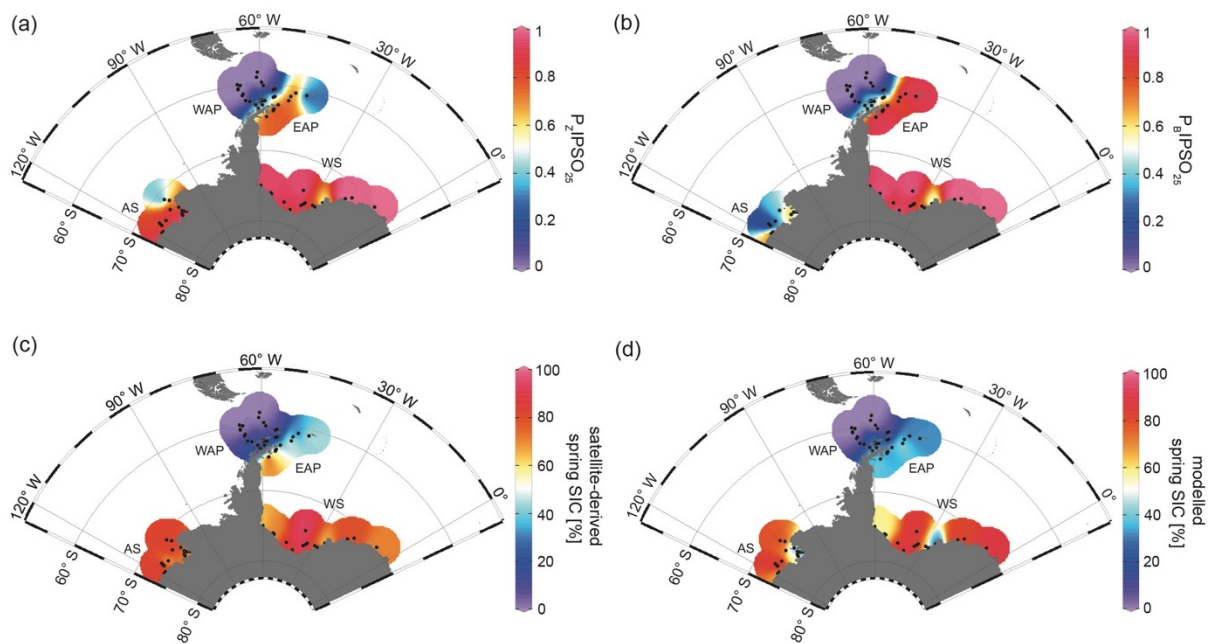 (a)
60° W
90° W
30° W
120° W
0°
WAP
EAP
WS
AS
60° S
70° S
80° S
1
0.8
0.6
0.4
0.2
0
PZIPSO25
(b)
60° W
90° W
30° W
120° W
0°
WAP
EAP
WS
AS
60° S
70° S
80° S
1
0.8
0.6
0.4
0.2
0
PBIPSO25
(c)
60° W
90° W
30° W
120° W
0°
WAP
EAP
WS
AS
60° S
70° S
80° S
100
80
60
40
20
0
satellite-derived
spring SIC [%]
(d)
60° W
90° W
30° W
120° W
0°
WAP
EAP
WS
AS
60° S
70° S
80° S
100
80
60
40
20
0
modelled
spring SIC [%]